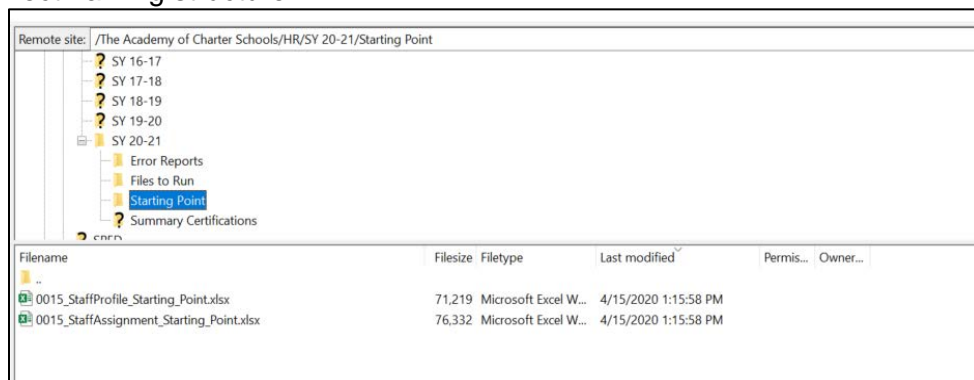 Remote site: /The Academy of Charter Schools/HR/SY 20-21/Starting Point
SY 16-17
SY 17-18
SY 18-19
SY 19-20
SY 20-21
Error Reports
Files to Run
Starting Point
Summary Certifications
Filename Filesize Filetype Last modified Permis... Owner...
..
0015_StaffProfile_Starting_Point.xlsx 71,219 Microsoft Excel W... 4/15/2020 1:15:58 PM
0015_StaffAssignment_Starting_Point.xlsx 76,332 Microsoft Excel W... 4/15/2020 1:15:58 PM